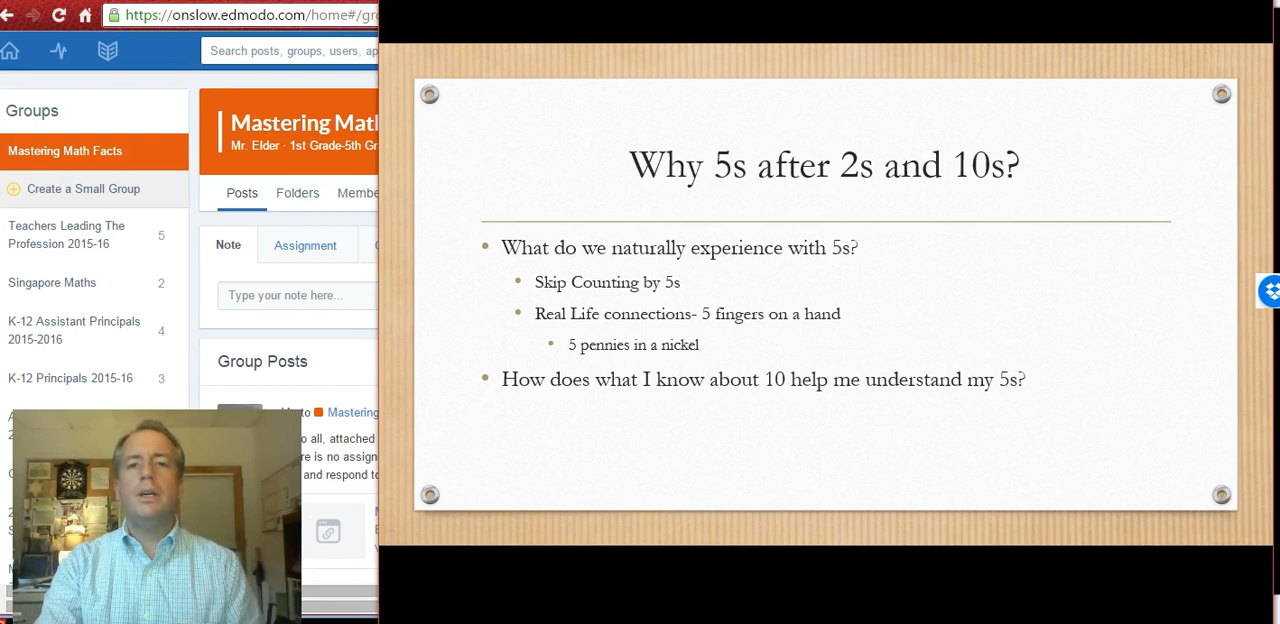 https://onslow.edmodo.com/home#/gr
Search posts, groups, users, ap
Groups
Mastering Math Facts
Create a Small Group
Teachers Leading The
Profession 2015-16
5
Singapore Maths
2
K-12 Assistant Principals
2015-2016
4
K-12 Principals 2015-16
3
Mastering Mat
Mr. Elder · 1st Grade-5th Gr
Posts
Folders
Membe
Note
Assignment
Type your note here...
Group Posts
to
Mastering
o all, attached
re is no assign
and respond to
Why 5s after 2s and 10s?
• What do we naturally experience with 5s?
• Skip Counting by 5s
• Real Life connections- 5 fingers on a hand
• 5 pennies in a nickel
• How does what I know about 10 help me understand my 5s?